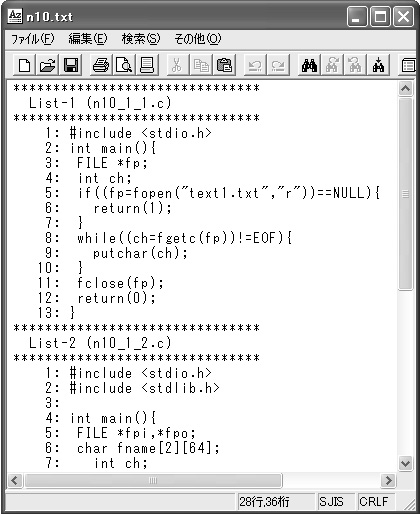 n10.txt
ファイル(F) 編集(E) 検索(S) その他(O)
*******************************
  List-1 (n10_1_1.c)
*******************************
    1: #include <stdio.h>
    2: int main(){
    3:  FILE *fp;
    4:  int ch;
    5:  if((fp=fopen("text1.txt","r"))==NULL){
    6:    return(1);
    7:  }
    8:  while((ch=fgetc(fp))!=EOF){
    9:    putchar(ch);
   10:  }
   11:  fclose(fp);
   12:  return(0);
   13: }
*******************************
  List-2 (n10_1_2.c)
*******************************
    1: #include <stdio.h>
    2: #include <stdlib.h>
    3:
    4: int main(){
    5:  FILE *fpi,*fpo;
    6:  char fname[2][64];
    7:    int ch;
28行,36桁 SJIS CRLF